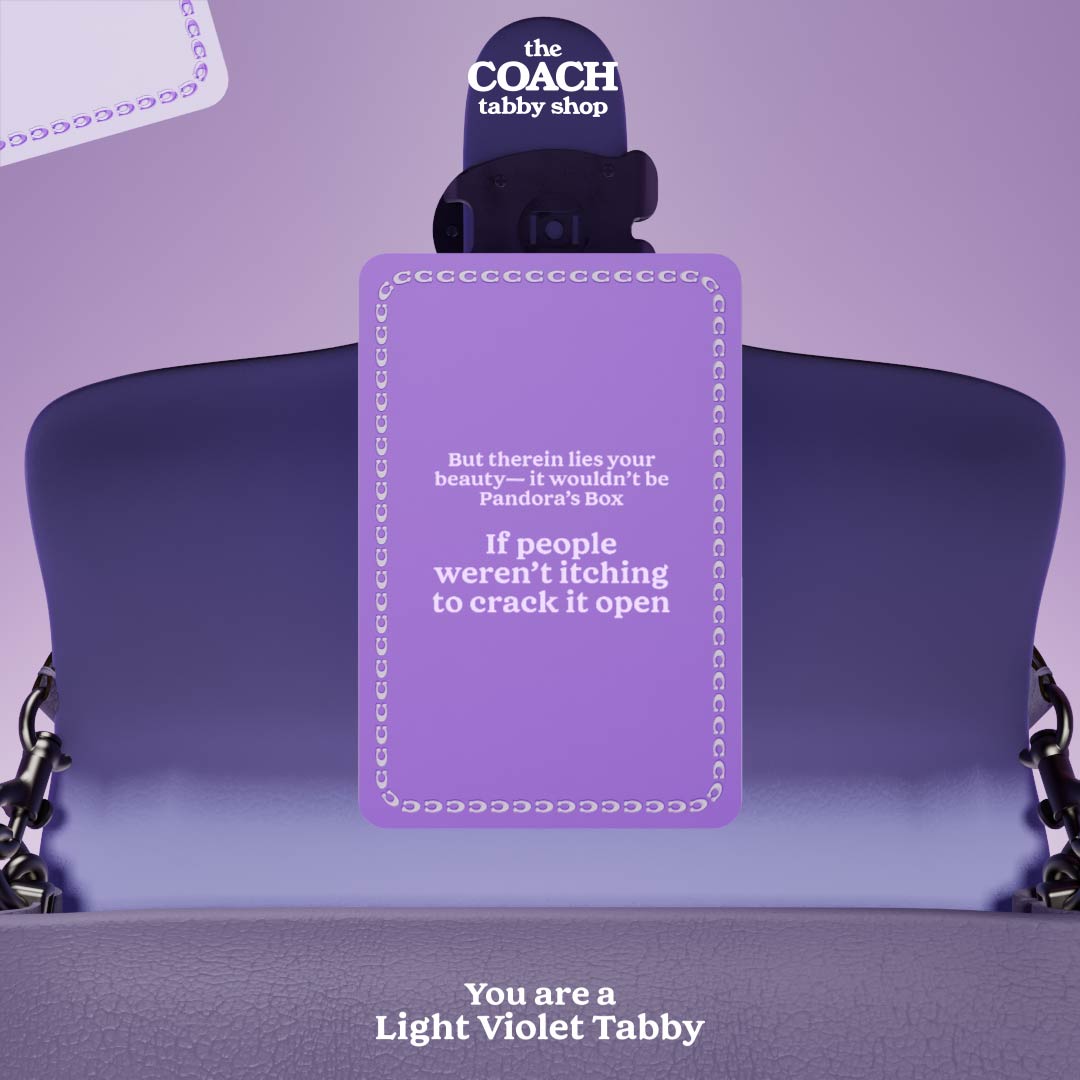 the
COACH
tabby shop
But therein lies your
beauty— it wouldn't be
Pandora's Box
If people
weren't itching
to crack it open
You are a
Light Violet Tabby